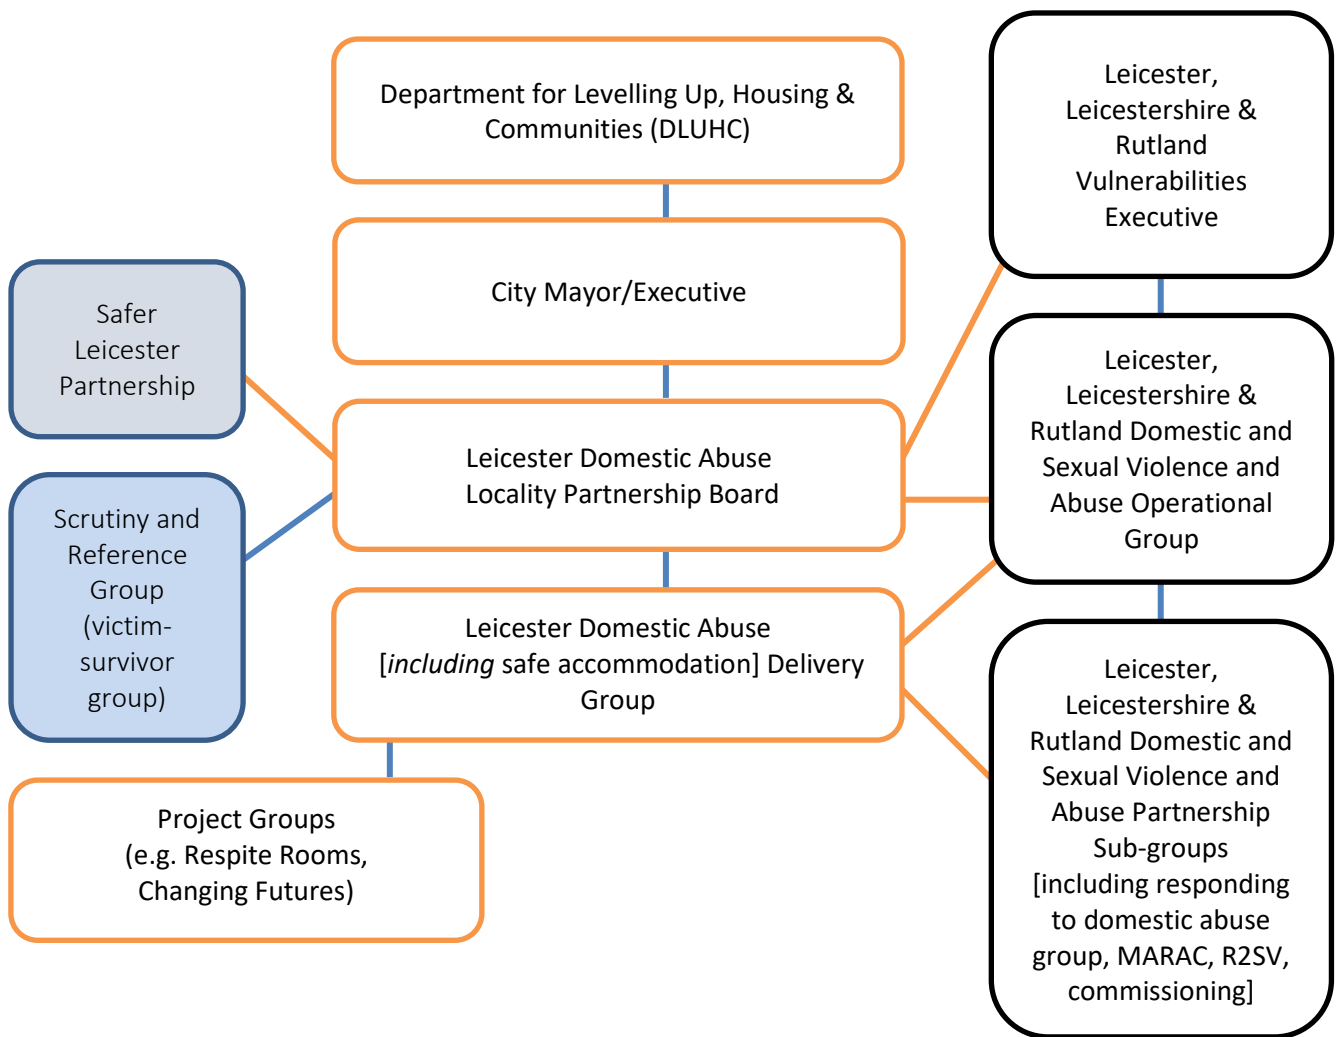 Department for Levelling Up, Housing &
Communities (DLUHC)
City Mayor/Executive
Safer
Leicester
Partnership
Leicester Domestic Abuse
Locality Partnership Board
Scrutiny and
Reference
Group
(victim-
survivor
group)
Leicester Domestic Abuse
[including safe accommodation] Delivery
Group
Project Groups
(e.g. Respite Rooms,
Changing Futures)
Leicester,
Leicestershire &
Rutland
Vulnerabilities
Executive
Leicester,
Leicestershire &
Rutland Domestic and
Sexual Violence and
Abuse Operational
Group
Leicester,
Leicestershire &
Rutland Domestic and
Sexual Violence and
Abuse Partnership
Sub-groups
[including responding
to domestic abuse
group, MARAC, R2SV,
commissioning]